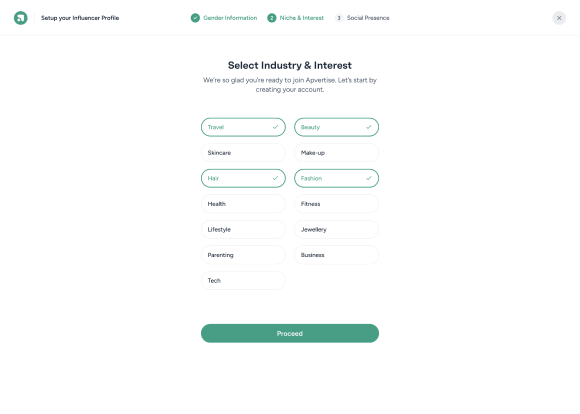 Setup your Influencer Profile
Gender Information
2 Niche & Interest
3 Social Presence
Select Industry & Interest
We're so glad you're ready to join Apvertise. Let's start by
creating your account.
Travel
Beauty
Skincare
Make-up
Hair
Fashion
Health
Fitness
Lifestyle
Jewellery
Parenting
Business
Tech
Proceed